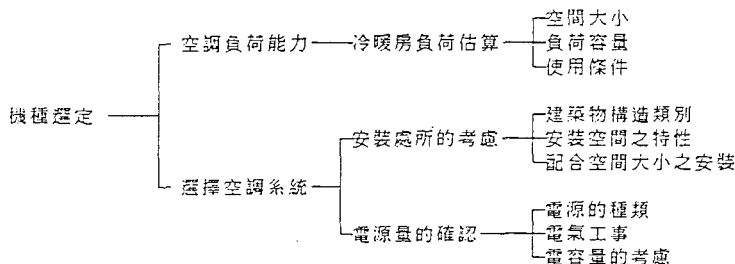 空間大小
空調負荷能力
冷暖房負荷估算
負荷容量
使用條件
機種選定
建築物構造類別
安裝處所的考慮
安裝空間之特性
配合空間大小之安裝
選擇空調系統
電源的種類
電源量的確認
電氣工事
電容量的考慮